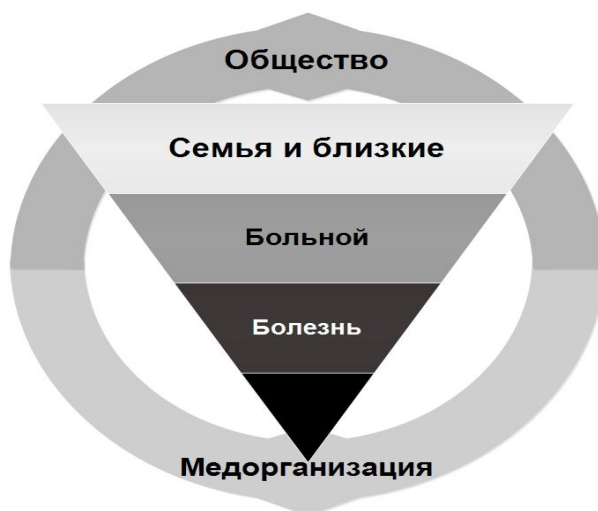 Общество
Семья и близкие
Больной
Болезнь
Медорганизация